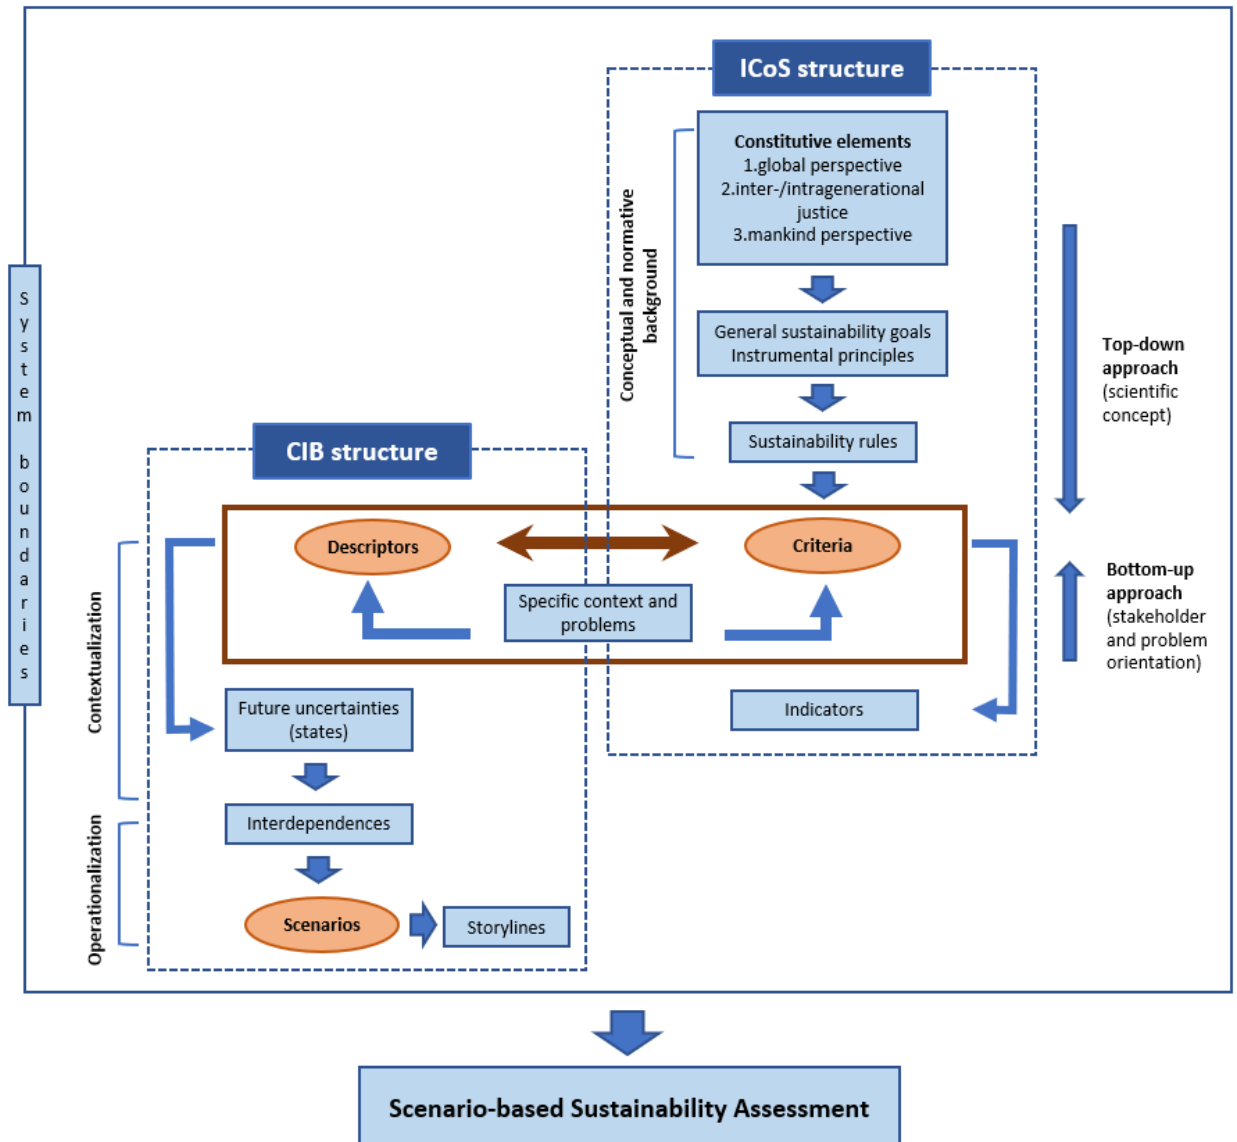 ICoS structure
Constitutive elements
1.global perspective
2.inter-/intragenerational
justice
3.mankind perspective
Conceptual and normative
background
General sustainability goals
Instrumental principles
Sustainability rules
Top-down
approach
(scientific
concept)
System boundaries
CIB structure
Descriptors
Criteria
Specific context and
problems
Bottom-up
approach
(stakeholder
and problem
orientation)
Contextualization
Future uncertainties
(states)
Indicators
Interdependences
Operationalization
Scenarios
Storylines
Scenario-based Sustainability Assessment